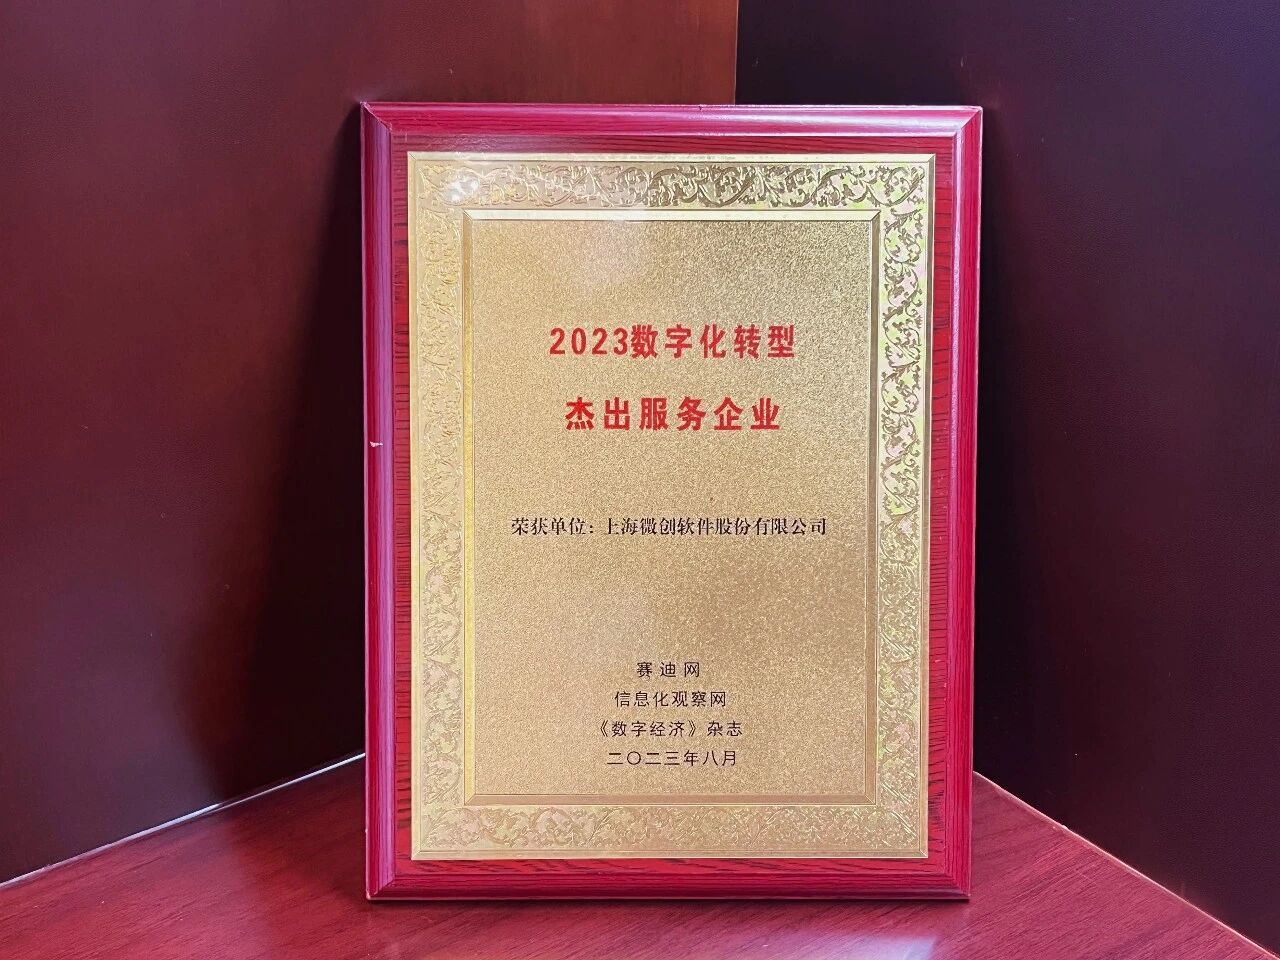 2023数字化转型
杰出服务企业
荣获单位：上海微创软件股份有限公司
赛迪网
信息化观察网
《数字经济》杂志
二〇二三年八月